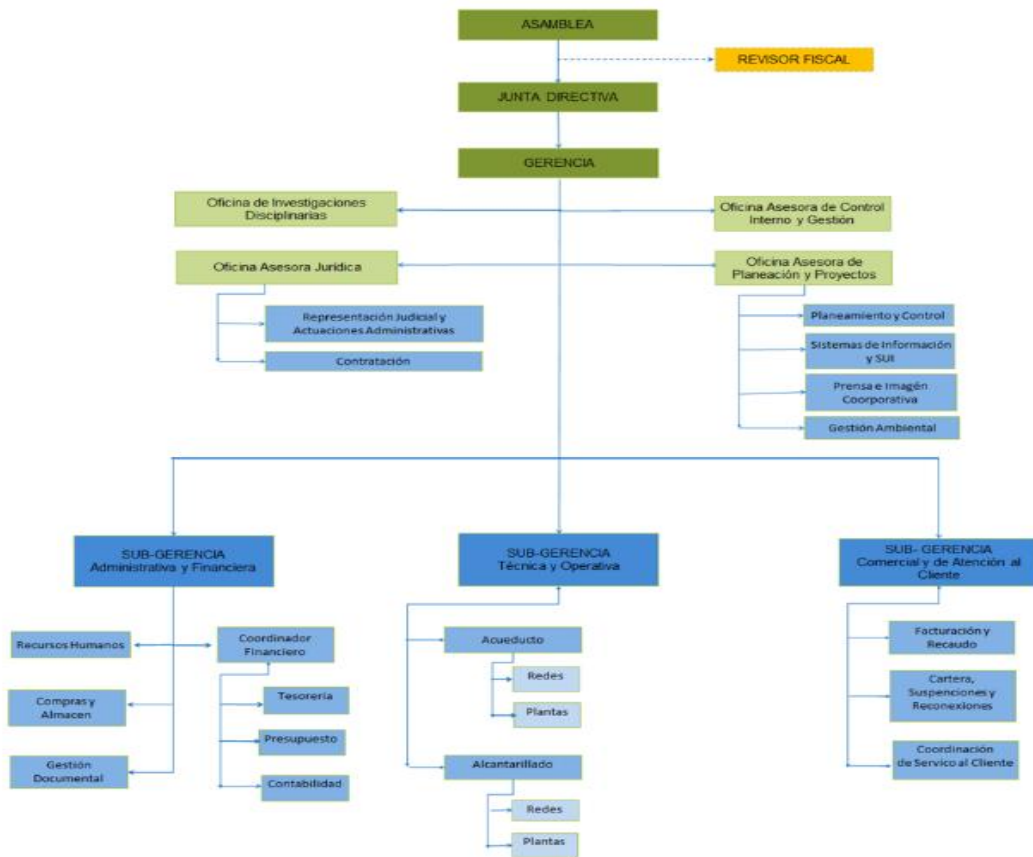 ASAMBLEA
REVISOR FISCAL
JUNTA DIRECTIVA
GERENCIA
Oficina de Investigaciones
Disciplinarias
Oficina Asesora de Control
Interno y Gestión
Oficina Asesora Jurídica
Oficina Asesora de
Planeación y Proyectos
Representación Judicial y
Actuaciones Administrativas
Contratación
Planeamiento y Control
Sistemas de Información
y SUI
Prensa e Imagén
Coorporativa
Gestión Ambiental
SUB-GERENCIA
Administrativa y Financiera
SUB-GERENCIA
Técnica y Operativa
SUB- GERENCIA
Comercial y de Atención al
Cliente
Recursos Humanos
Coordinador
Financiero
Compras y
Almacen
Tesorería
Presupuesto
Gestión
Documental
Contabilidad
Acueducto
Redes
Plantas
Alcantarillado
Redes
Plantas
Facturación y
Recaudo
Cartera,
Suspenciones y
Reconexiones
Coordinación
de Servico al Cliente